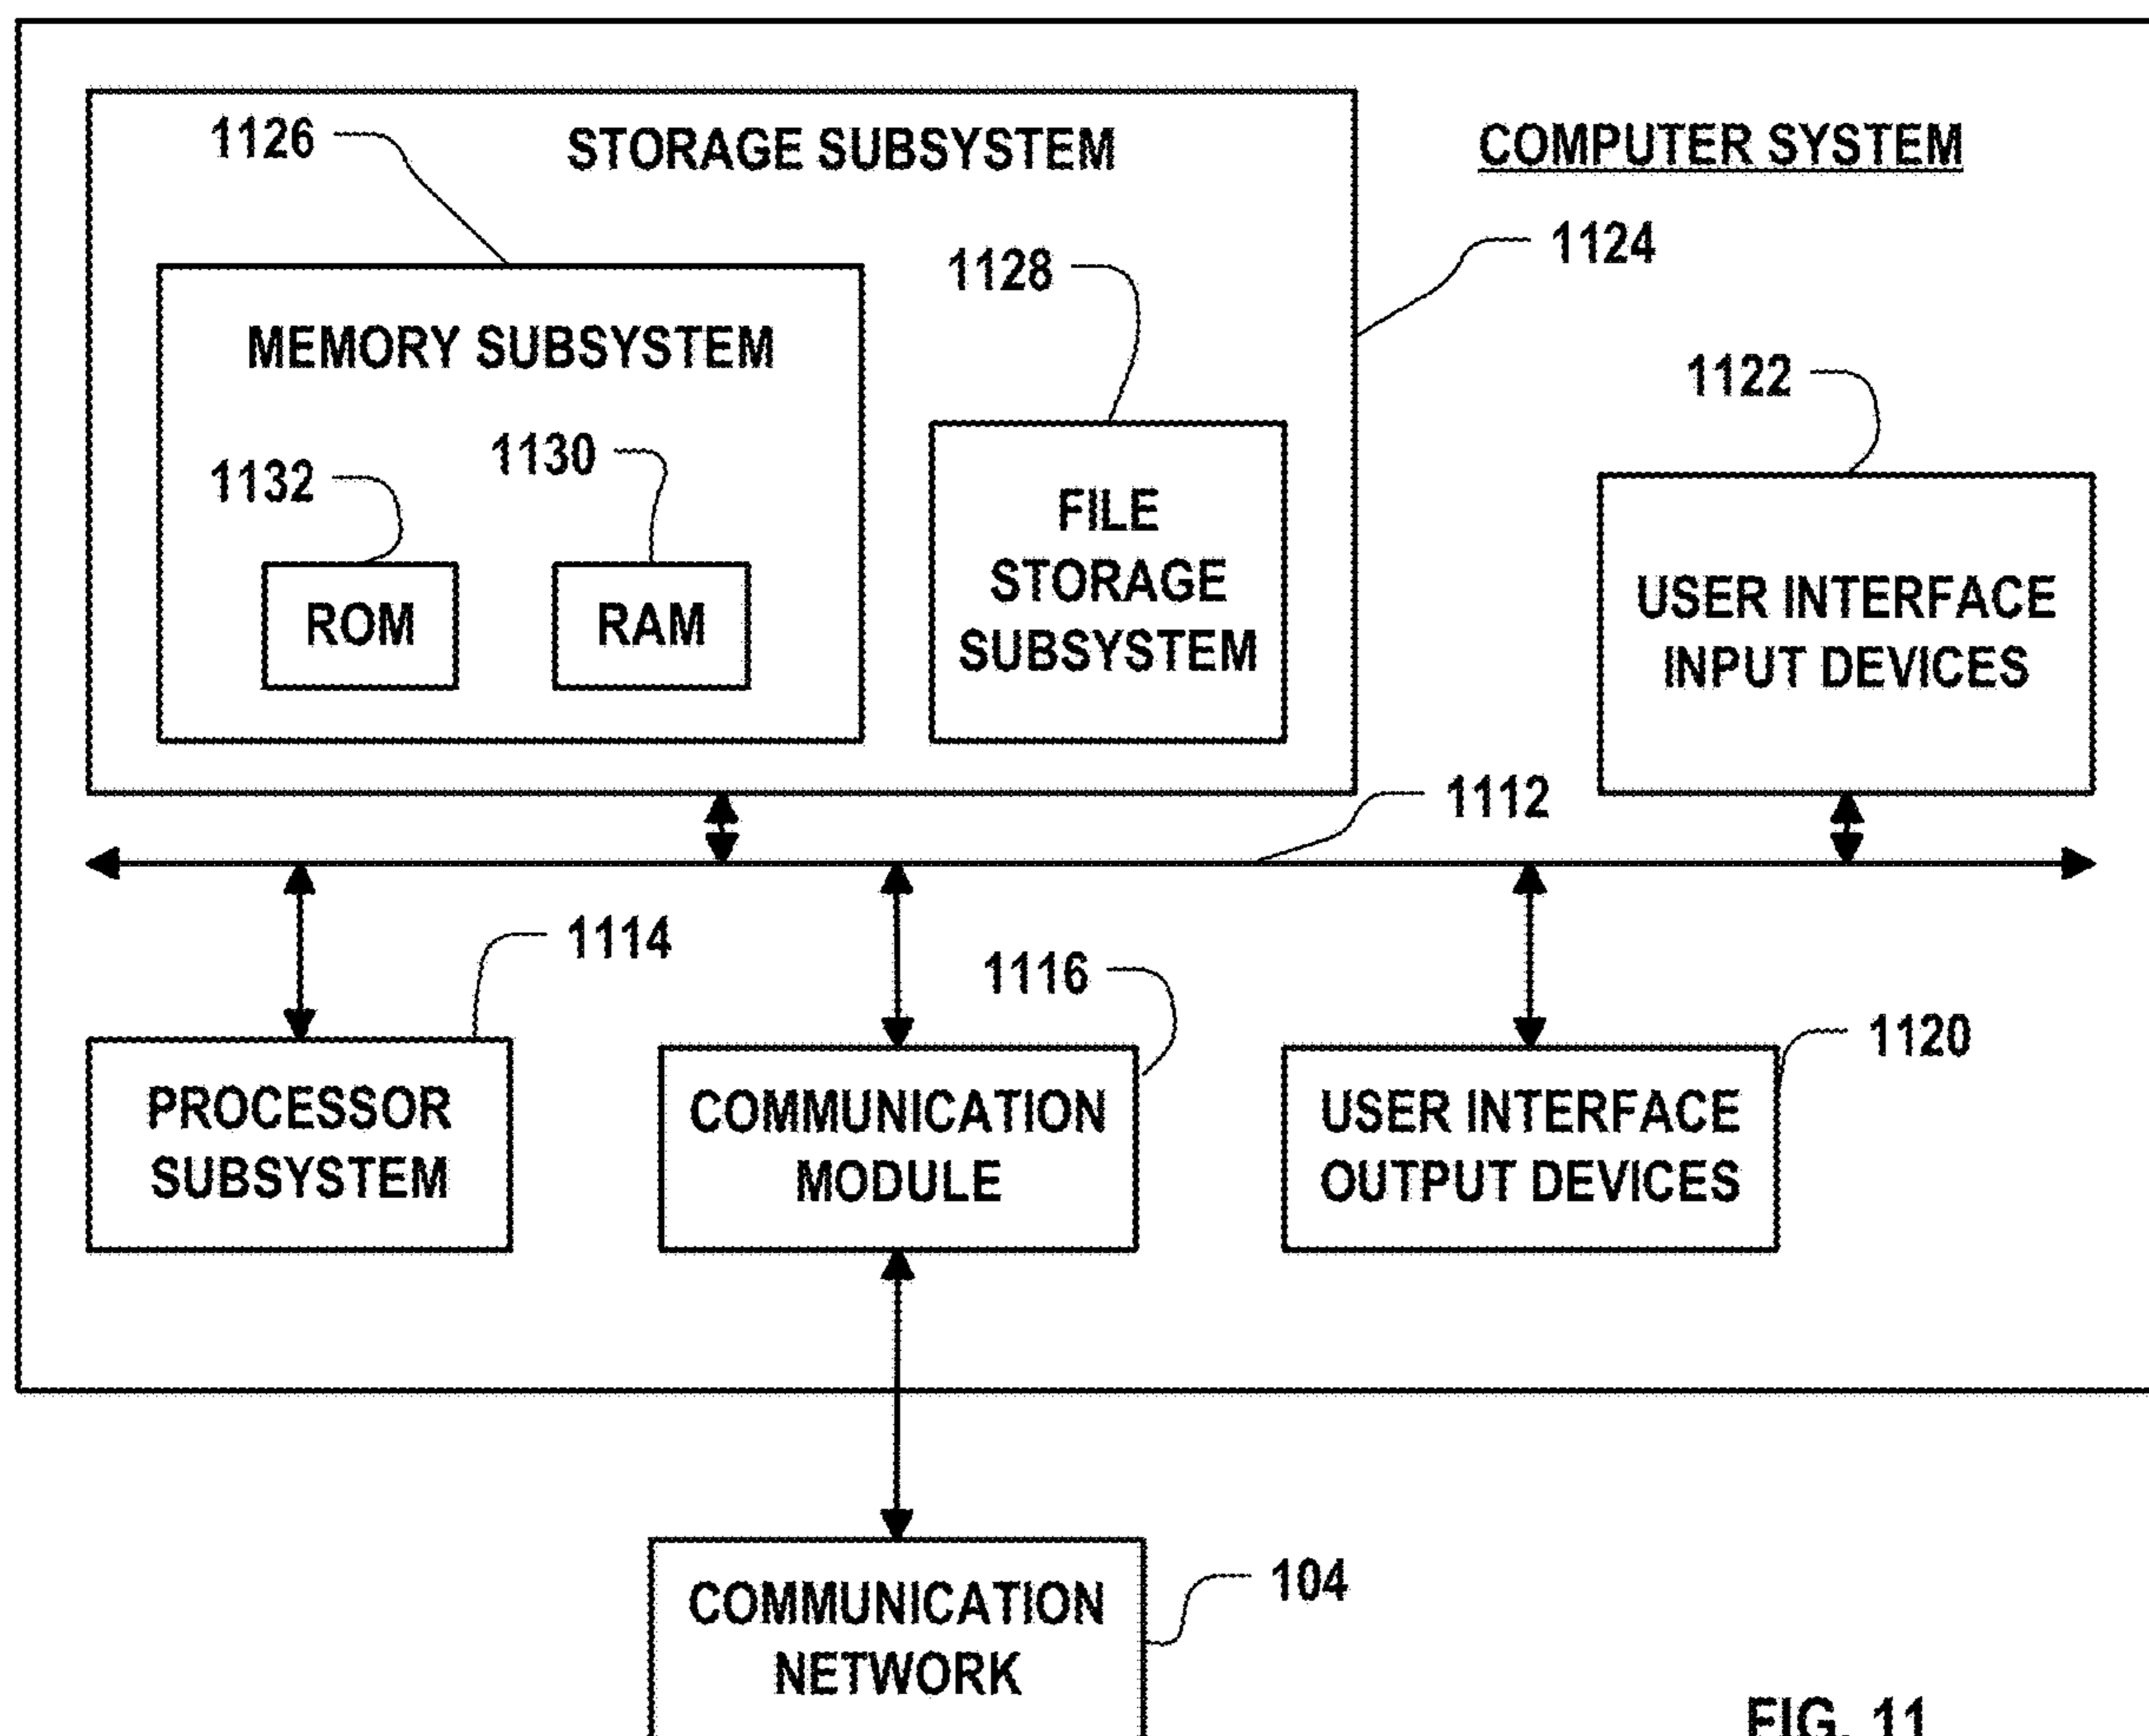 1126
STORAGE SUBSYSTEM
COMPUTER SYSTEM
1124
1128
MEMORY SUBSYSTEM
1122
1132
1130
FILE
STORAGE
SUBSYSTEM
ROM
RAM
USER INTERFACE
INPUT DEVICES
1112
1114
1116
1120
PROCESSOR
SUBSYSTEM
COMMUNICATION
MODULE
USER INTERFACE
OUTPUT DEVICES
104
COMMUNICATION
NETWORK
FIG. 11